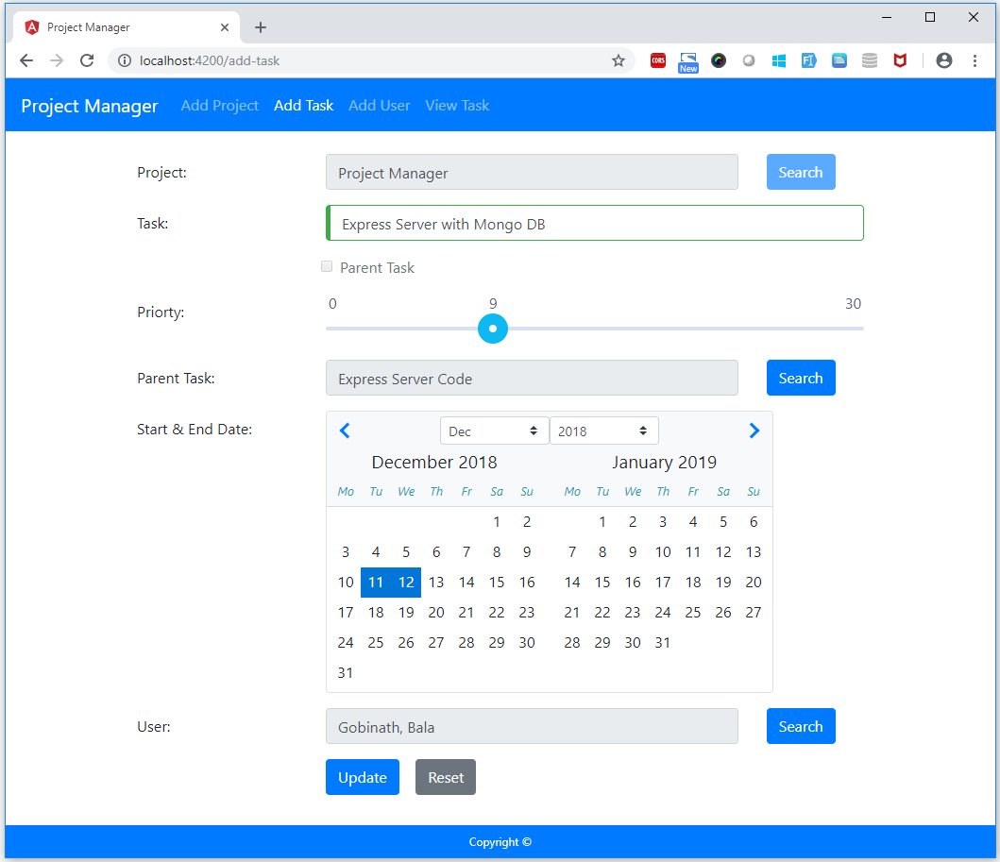 Project Manager
localhost:4200/add-task
CORS
New
Project Manager Add Project Add Task Add User View Task
Project: Project Manager Search
Task: Express Server with Mongo DB
Parent Task
0 9 30
Priorty:
Parent Task: Express Server Code Search
Start & End Date: Dec 2018
December 2018 January 2019
Mo Tu We Th Fr Sa Su Mo Tu We Th Fr Sa Su
1 2 1 2 3 4 5 6
3 4 5 6 7 8 9 7 8 9 10 11 12 13
10 11 12 13 14 15 16 14 15 16 17 18 19 20
17 18 19 20 21 22 23 21 22 23 24 25 26 27
24 25 26 27 28 29 30 28 29 30 31
31
User: Gobinath, Bala Search
Update Reset
Copyright ©